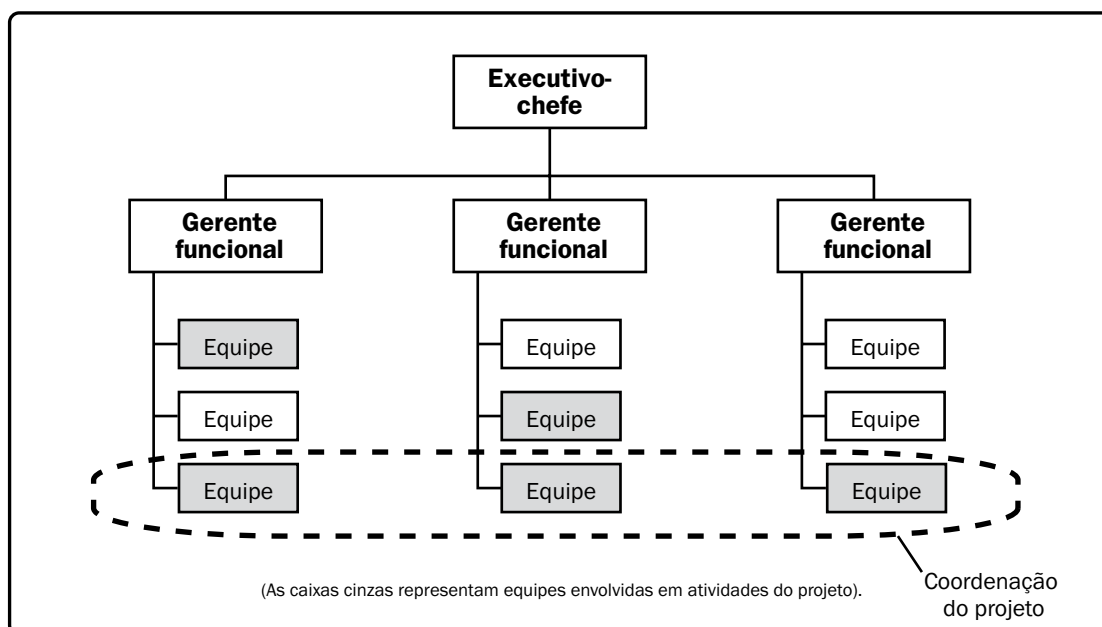 Executivo-
chefe
Gerente
funcional
Gerente
funcional
Gerente
funcional
Equipe
Equipe
Equipe
Equipe
Equipe
Equipe
Equipe
Equipe
Equipe
(As caixas cinzas representam equipes envolvidas em atividades do projeto).
Coordenação
do projeto